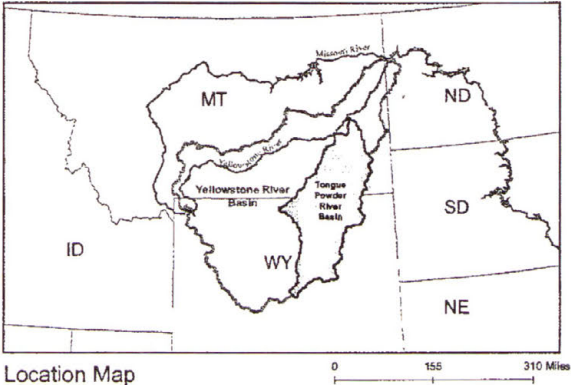 Missouri River
MT
ND
Yellowstone River
Yellowstone River
Basin
Tongue
Powder
River
Basin
SD
ID
WY
NE
Location Map
0 155 310 Miles